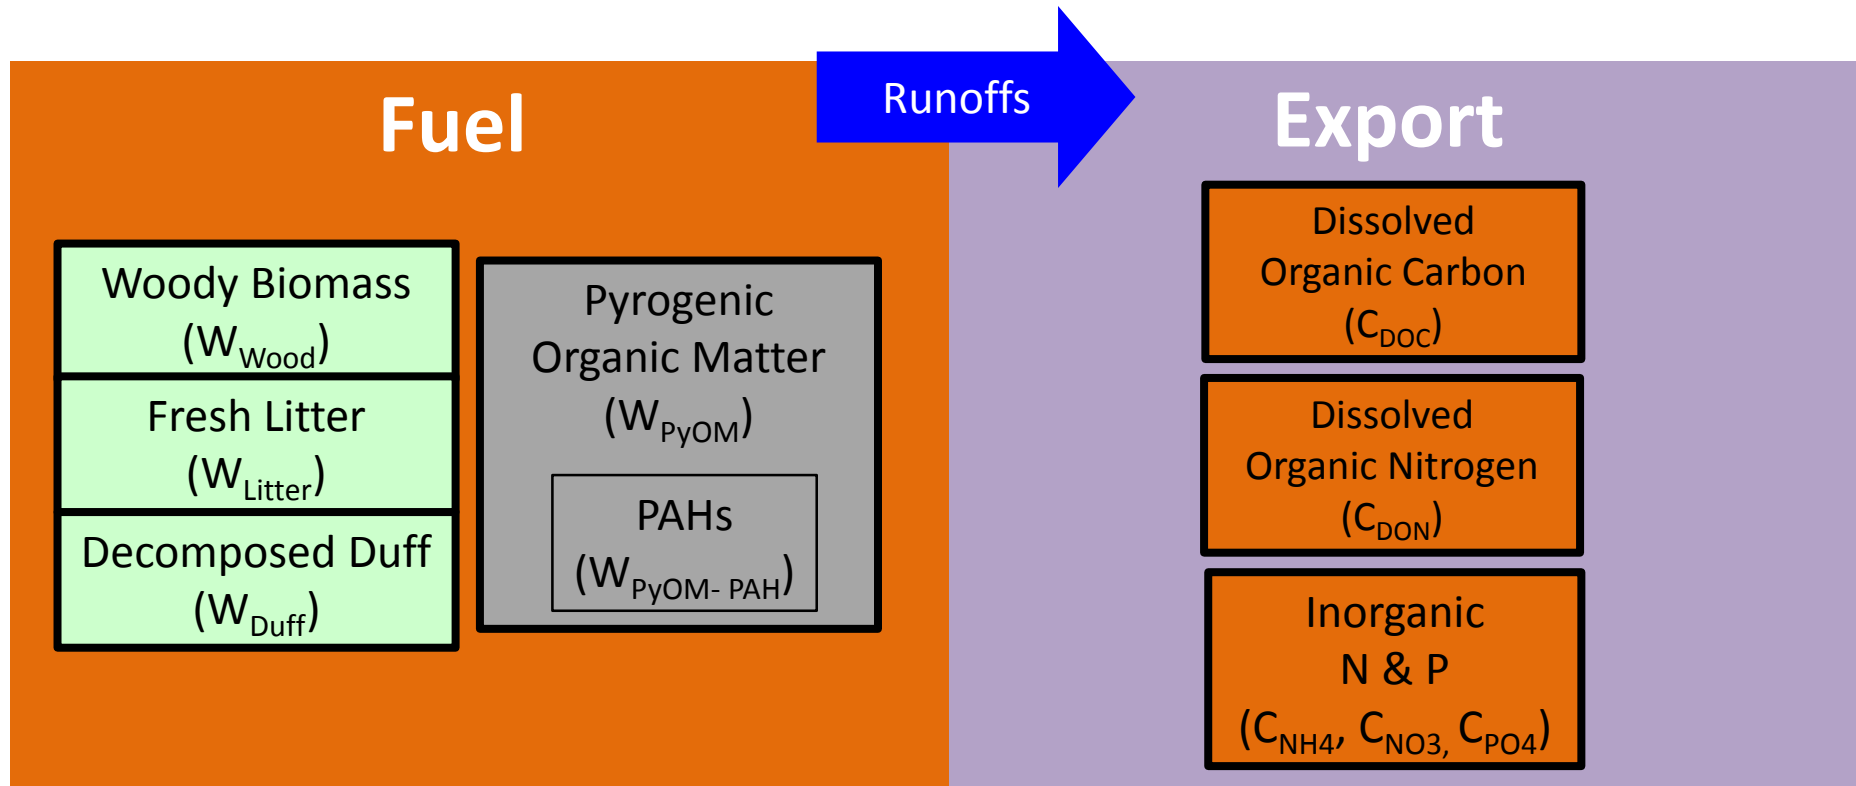 Fuel
Runoffs
Export
Woody Biomass
(W_Wood)
Fresh Litter
(W_Litter)
Decomposed Duff
(W_Duff)
Pyrogenic
Organic Matter
(W_PyOM)
PAHs
(W_PyOM- PAH)
Dissolved
Organic Carbon
(C_DOC)
Dissolved
Organic Nitrogen
(C_DON)
Inorganic
N & P
(C_NH4, C_NO3, C_PO4)